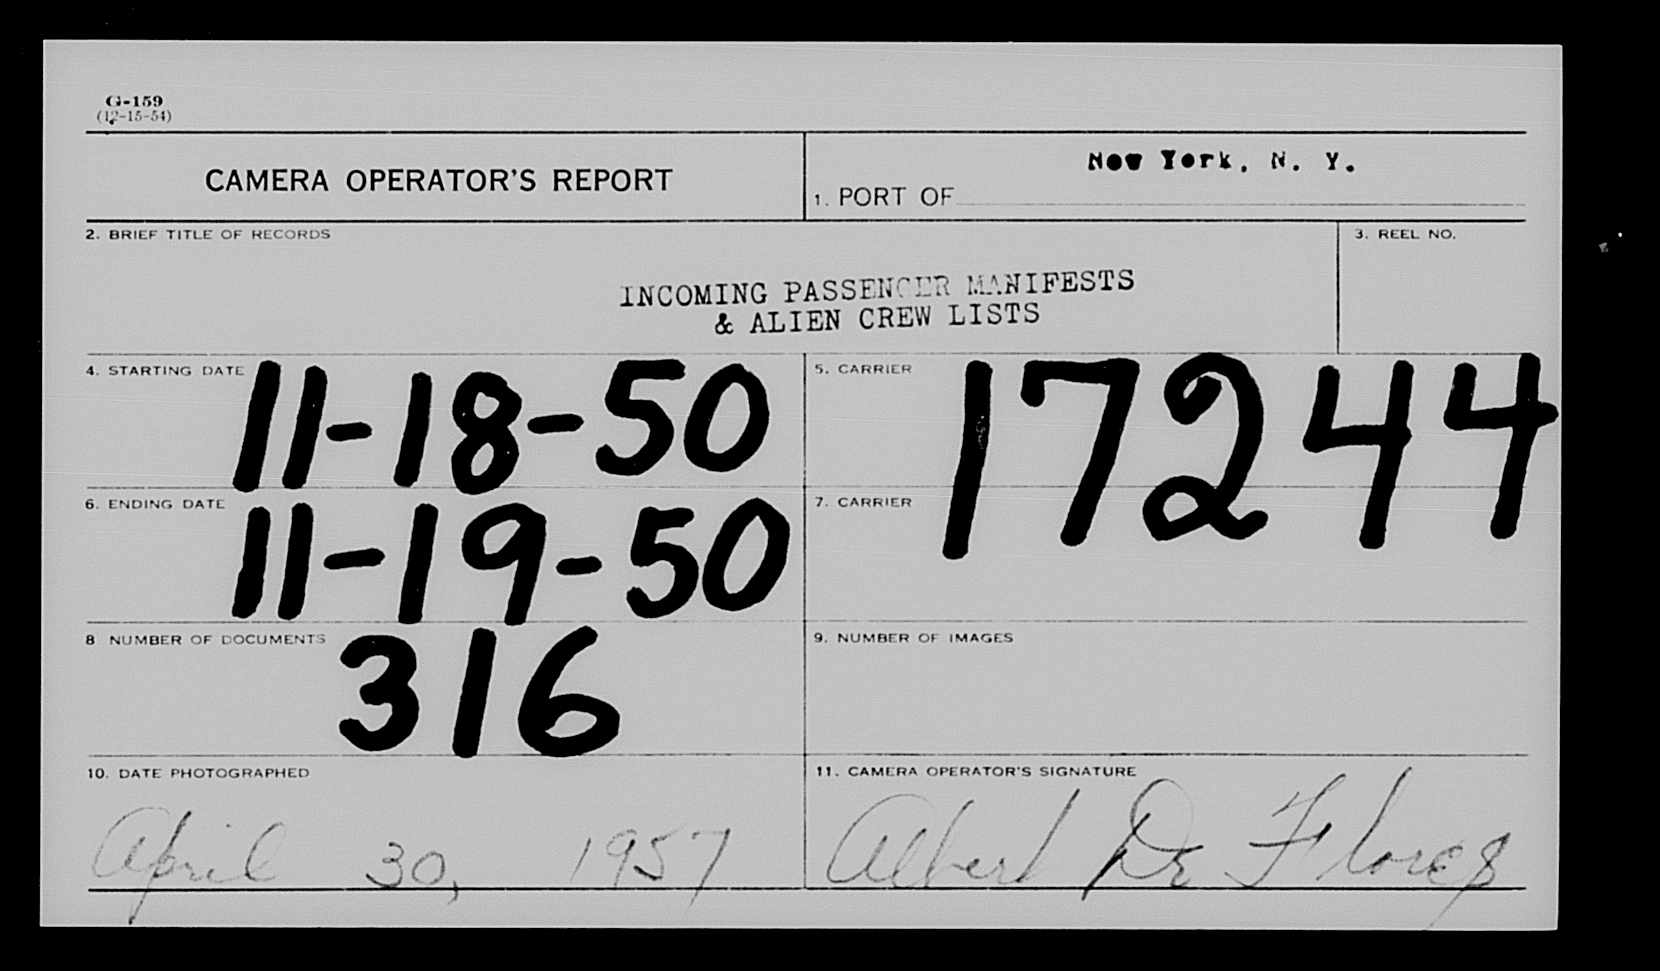 G-159
(12-15-54)
CAMERA OPERATOR'S REPORT
New York, N. Y.
1. PORT OF
2. BRIEF TITLE OF RECORDS
3. REEL NO.
INCOMING PASSENGER MANIFESTS
& ALIEN CREW LISTS
4. STARTING DATE 11-18-50
5. CARRIER 17244
6. ENDING DATE 11-19-50
7. CARRIER
8 NUMBER OF DOCUMENTS 316
9. NUMBER OF IMAGES
10. DATE PHOTOGRAPHED
April 30, 1957
11. CAMERA OPERATOR'S SIGNATURE
Albert De Flores